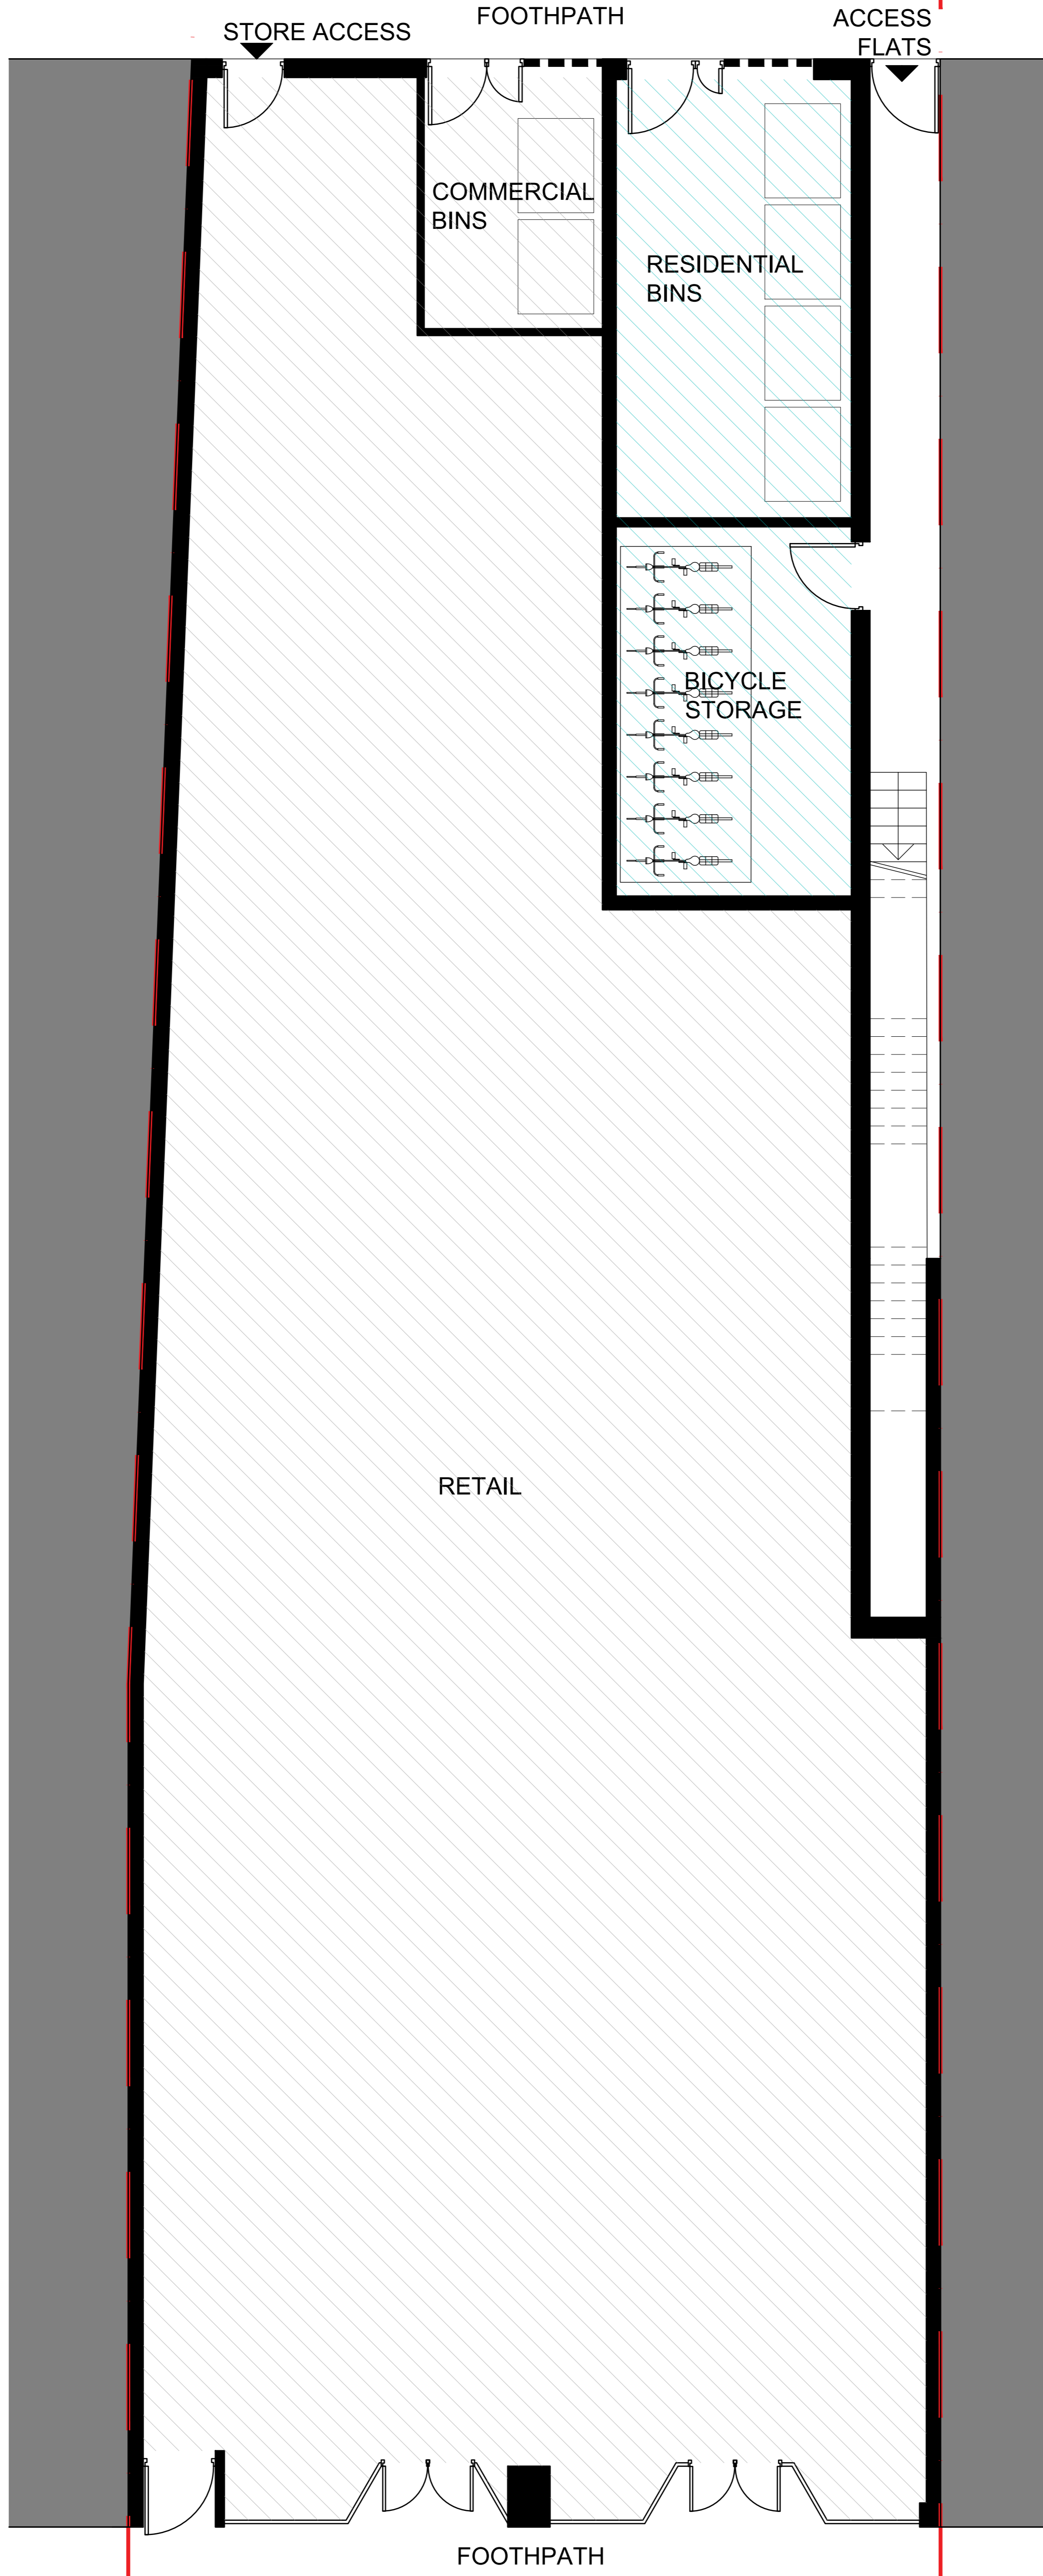 FOOTHPATH
STORE ACCESS
ACCESS
FLATS
COMMERCIAL
BINS
RESIDENTIAL
BINS
BICYCLE
STORAGE
RETAIL
FOOTHPATH